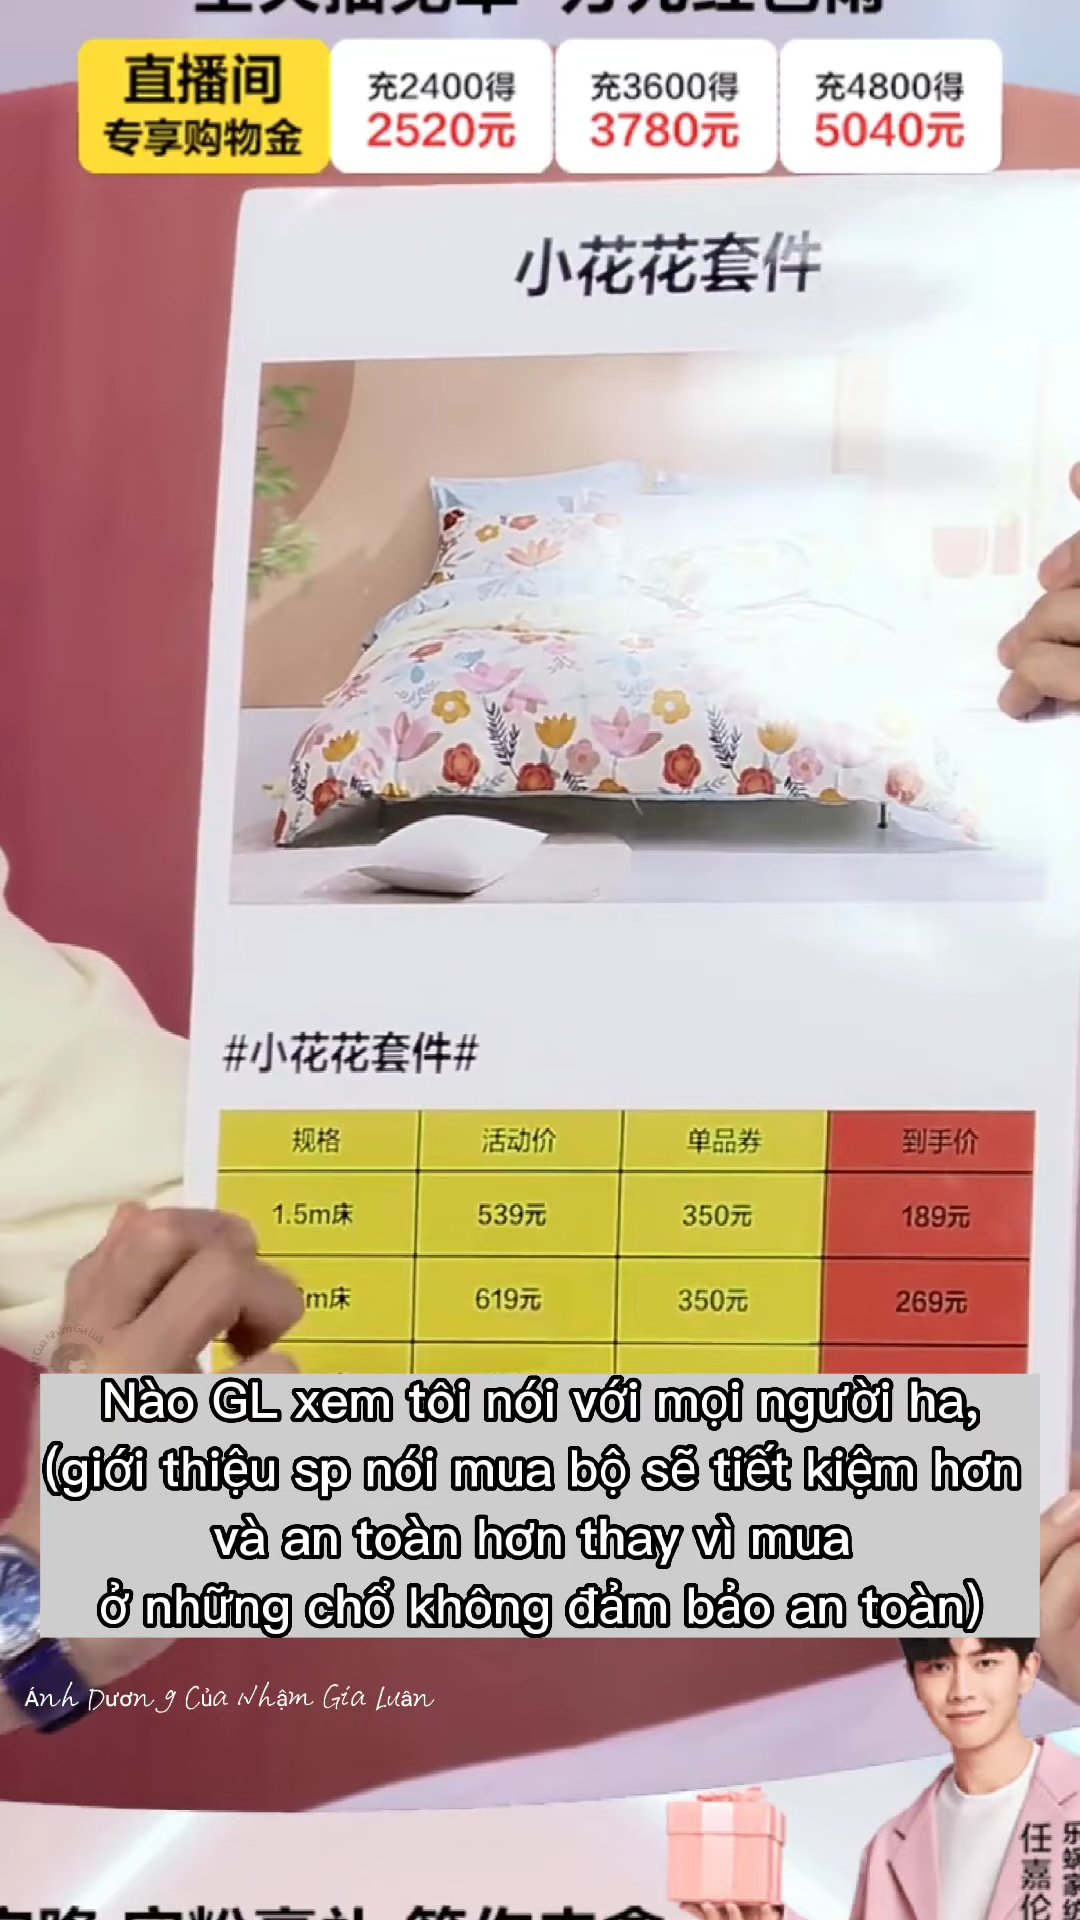 直播间
专享购物金
充2400得
2520元
充3600得
3780元
充4800得
5040元
小花花套件
#小花花套件#
规格 活动价 单品券 到手价
1.5m床 539元 350元 189元
m床 619元 350元 269元
Nào GL xem tôi nói với mọi người ha,
(giới thiệu sp nói mua bộ sẽ tiết kiệm hơn
và an toàn hơn thay vì mua
ở những chổ không đảm bảo an toàn)
Ánh Dương Của Nhậm Gia Luân
任嘉伦